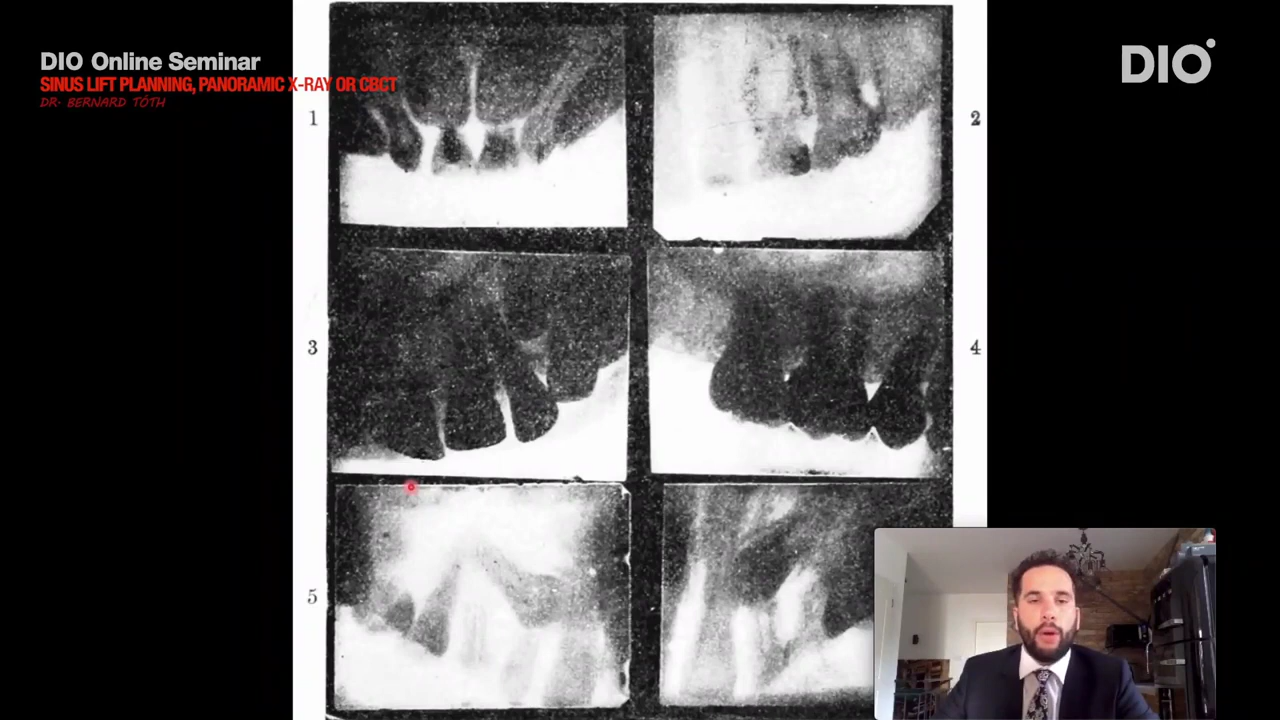 DIO Online Seminar
DIO
SINUS LIFT PLANNING, PANORAMIC X-RAY OR CBCT
DR. BERNARD TÓTH
1
2
3
4
5